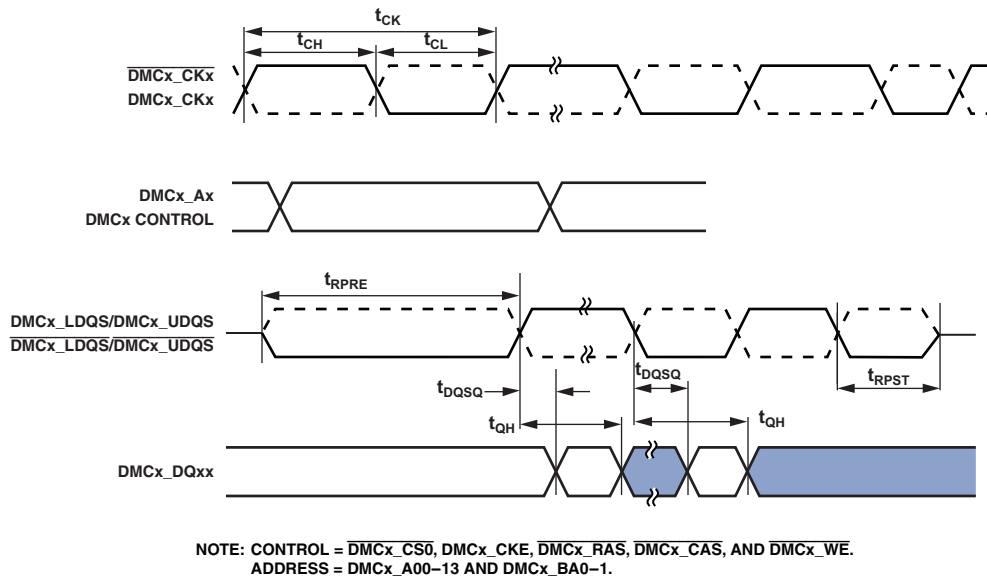 tCK
tCH
tCL
DMCx_CKx
DMCx_CKx
DMCx_Ax
DMCx CONTROL
tRPRE
DMCx_LDQS/DMCx_UDQS
DMCx_LDQS/DMCx_UDQS
tDQSQ
tDQSQ
tRPST
tQH
tQH
DMCx_DQxx
NOTE: CONTROL = DMCx_CS0, DMCx_CKE, DMCx_RAS, DMCx_CAS, AND DMCx_WE.
ADDRESS = DMCx_A00–13 AND DMCx_BA0–1.